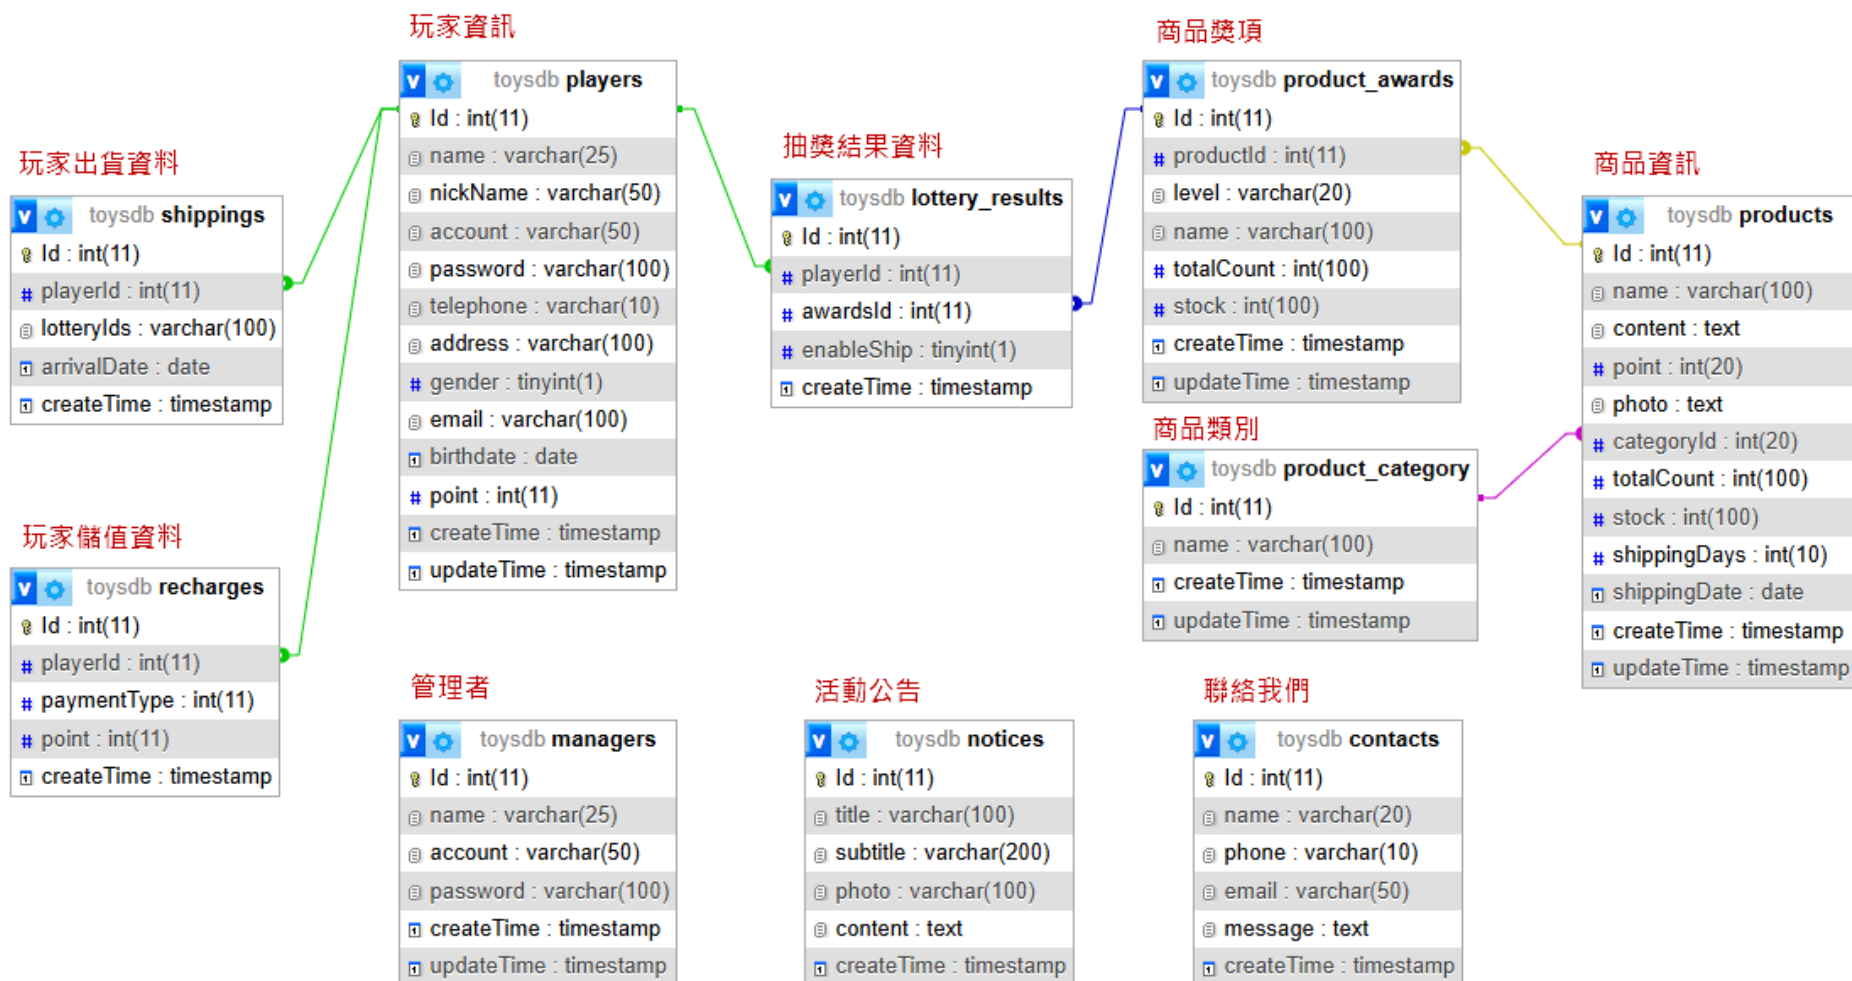 玩家出貨資料
toysdb shippings
Id : int(11)
playerId : int(11)
lotteryIds : varchar(100)
arrivalDate : date
createTime : timestamp
玩家儲值資料
toysdb recharges
Id : int(11)
playerId : int(11)
paymentType : int(11)
point : int(11)
createTime : timestamp
玩家資訊
toysdb players
Id : int(11)
name : varchar(25)
nickName : varchar(50)
account : varchar(50)
password : varchar(100)
telephone : varchar(10)
address : varchar(100)
gender : tinyint(1)
email : varchar(100)
birthdate : date
point : int(11)
createTime : timestamp
updateTime : timestamp
抽獎結果資料
toysdb lottery_results
Id : int(11)
playerId : int(11)
awardsId : int(11)
enableShip : tinyint(1)
createTime : timestamp
商品獎項
toysdb product_awards
Id : int(11)
productId : int(11)
level : varchar(20)
name : varchar(100)
totalCount : int(100)
stock : int(100)
createTime : timestamp
updateTime : timestamp
商品類別
toysdb product_category
Id : int(11)
name : varchar(100)
createTime : timestamp
updateTime : timestamp
商品資訊
toysdb products
Id : int(11)
name : varchar(100)
content : text
point : int(20)
photo : text
categoryId : int(20)
totalCount : int(100)
stock : int(100)
shippingDays : int(10)
shippingDate : date
createTime : timestamp
updateTime : timestamp
管理者
toysdb managers
Id : int(11)
name : varchar(25)
account : varchar(50)
password : varchar(100)
createTime : timestamp
updateTime : timestamp
活動公告
toysdb notices
Id : int(11)
title : varchar(100)
subtitle : varchar(200)
photo : varchar(100)
content : text
createTime : timestamp
聯絡我們
toysdb contacts
Id : int(11)
name : varchar(20)
phone : varchar(10)
email : varchar(50)
message : text
createTime : timestamp